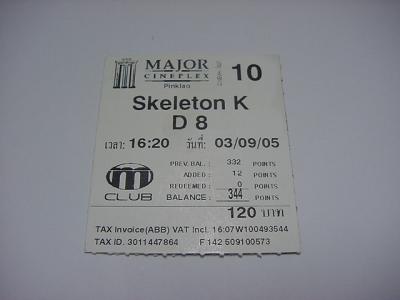 MAJOR
CINEPLEX
Pinklao
10
Skeleton K
D 8
เวลา: 16:20 วันที่: 03/09/05
m
CLUB
PREV. BAL.: 332 POINTS
ADDED: 12 POINTS
REDEEMED: 0 POINTS
BALANCE: 344 POINTS
120 บาท
TAX Invoice(ABB) VAT Incl. 16:07W100493544
TAX ID. 3011447864 F 142 509100573